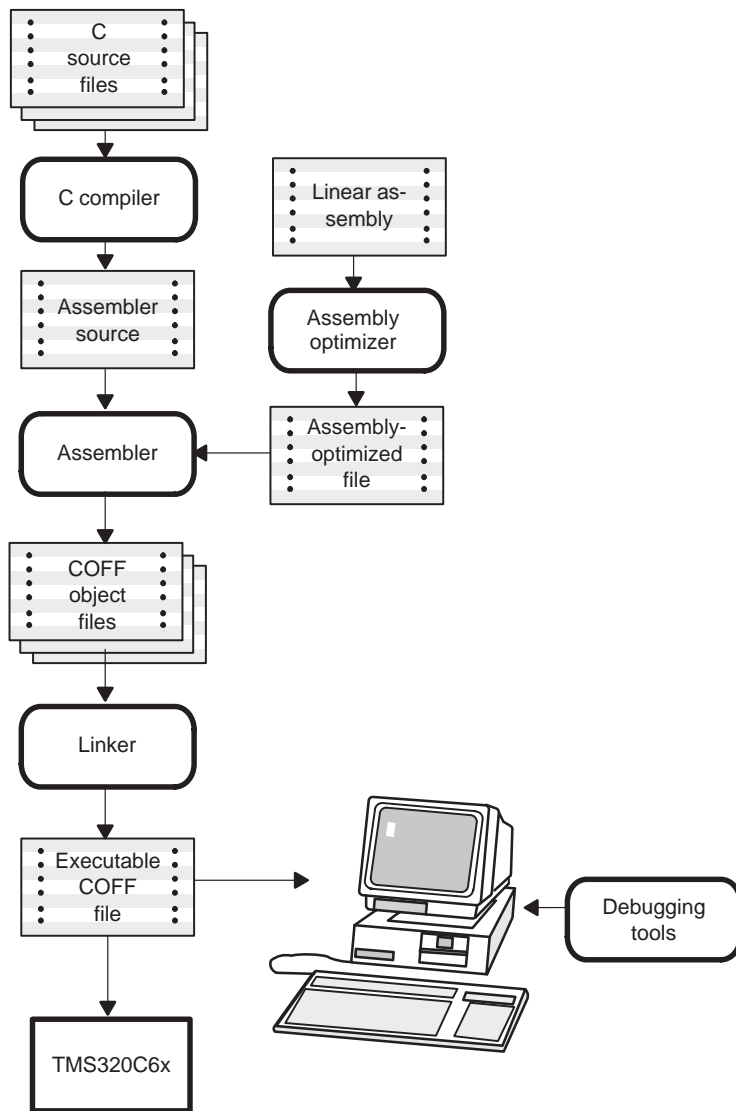 C
source
files
C compiler
Linear as-
sembly
Assembler
source
Assembly
optimizer
Assembler
Assembly-
optimized
file
COFF
object
files
Linker
Executable
COFF
file
Debugging
tools
TMS320C6x